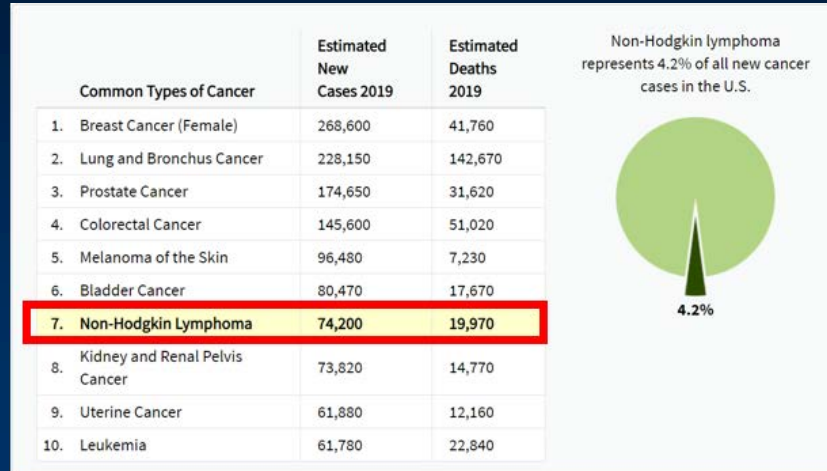 Common Types of Cancer Estimated New Cases 2019 Estimated Deaths 2019
1. Breast Cancer (Female) 268,600 41,760
2. Lung and Bronchus Cancer 228,150 142,670
3. Prostate Cancer 174,650 31,620
4. Colorectal Cancer 145,600 51,020
5. Melanoma of the Skin 96,480 7,230
6. Bladder Cancer 80,470 17,670
7. Non-Hodgkin Lymphoma 74,200 19,970
8. Kidney and Renal Pelvis Cancer 73,820 14,770
9. Uterine Cancer 61,880 12,160
10. Leukemia 61,780 22,840
Non-Hodgkin lymphoma
represents 4.2% of all new cancer
cases in the U.S.
4.2%